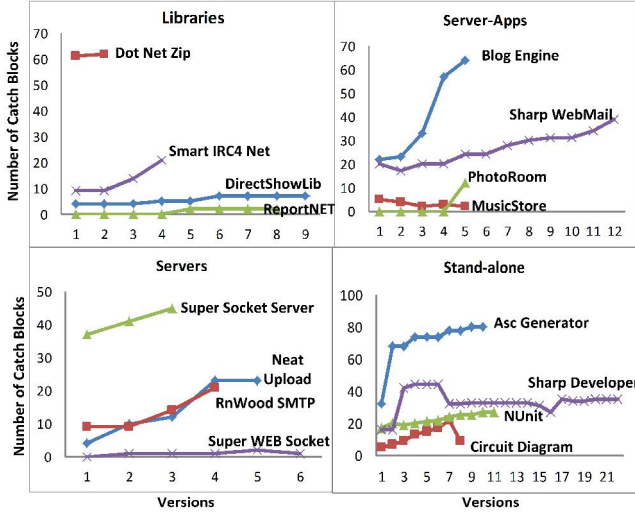 Libraries
Number of Catch Blocks
70
60
50
40
30
20
10
0
Dot Net Zip
Smart IRC4 Net
DirectShowLib
ReportNET
1 2 3 4 5 6 7 8 9
Server-Apps
70
60
50
40
30
20
10
0
Blog Engine
Sharp WebMail
PhotoRoom
MusicStore
1 2 3 4 5 6 7 8 9 10 11 12
Servers
Number of Catch Blocks
50
40
30
20
10
0
Super Socket Server
Neat
Upload
RnWood SMTP
Super WEB Socket
1 2 3 4 5 6
Versions
Stand-alone
100
80
60
40
20
0
Asc Generator
Sharp Developer
NUnit
Circuit Diagram
1 3 5 7 9 11 13 15 17 19 21
Versions